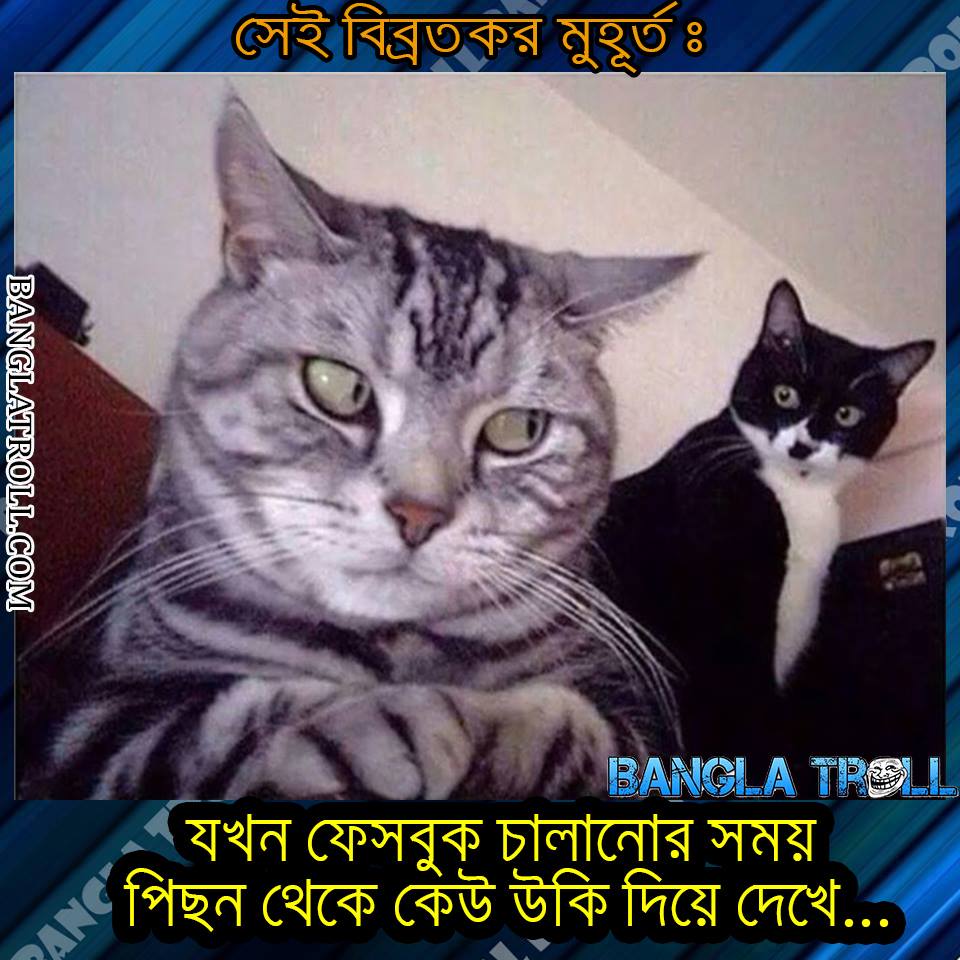 সেই বিব্রতকর মুহূর্ত ঃ
BANGLATROLL.COM
BANGLA TROLL
যখন ফেসবুক চালানোর সময়
পিছন থেকে কেউ উকি দিয়ে দেখে...